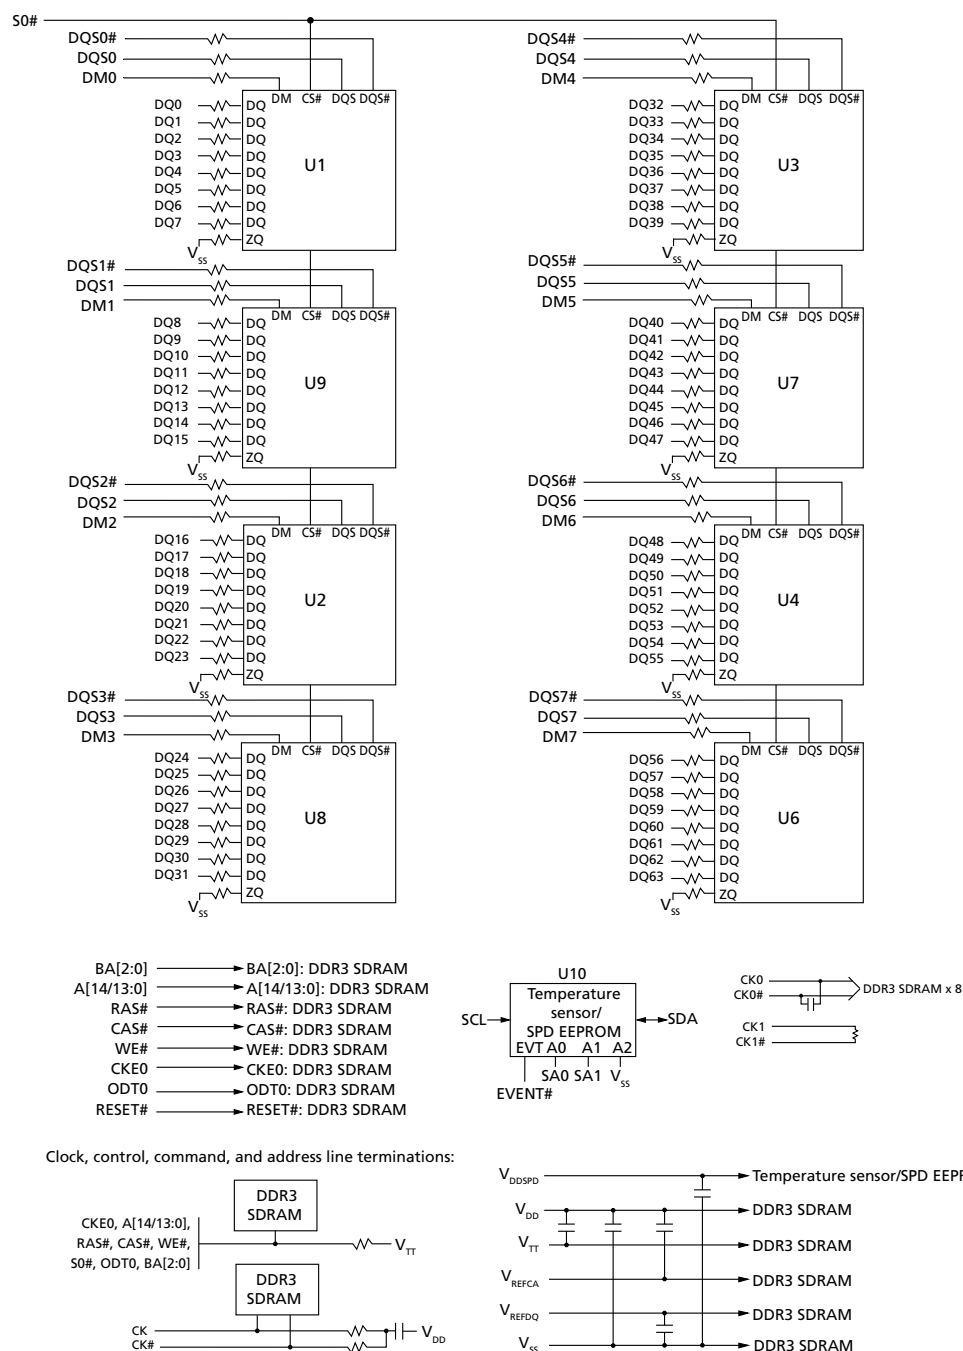 S0#
DQS0#
DQS0
DM0
DM CS# DQS DQS#
DQ0 DQ
DQ1 DQ
DQ2 DQ
DQ3 DQ
DQ4 DQ
DQ5 DQ
DQ6 DQ
DQ7 DQ
VSS ZQ
U1
DQS1#
DQS1
DM1
DM CS# DQS DQS#
DQ8 DQ
DQ9 DQ
DQ10 DQ
DQ11 DQ
DQ12 DQ
DQ13 DQ
DQ14 DQ
DQ15 DQ
VSS ZQ
U9
DQS2#
DQS2
DM2
DM CS# DQS DQS#
DQ16 DQ
DQ17 DQ
DQ18 DQ
DQ19 DQ
DQ20 DQ
DQ21 DQ
DQ22 DQ
DQ23 DQ
VSS ZQ
U2
DQS3#
DQS3
DM3
DM CS# DQS DQS#
DQ24 DQ
DQ25 DQ
DQ26 DQ
DQ27 DQ
DQ28 DQ
DQ29 DQ
DQ30 DQ
DQ31 DQ
VSS ZQ
U8
DQS4#
DQS4
DM4
DM CS# DQS DQS#
DQ32 DQ
DQ33 DQ
DQ34 DQ
DQ35 DQ
DQ36 DQ
DQ37 DQ
DQ38 DQ
DQ39 DQ
VSS ZQ
U3
DQS5#
DQS5
DM5
DM CS# DQS DQS#
DQ40 DQ
DQ41 DQ
DQ42 DQ
DQ43 DQ
DQ44 DQ
DQ45 DQ
DQ46 DQ
DQ47 DQ
VSS ZQ
U7
DQS6#
DQS6
DM6
DM CS# DQS DQS#
DQ48 DQ
DQ49 DQ
DQ50 DQ
DQ51 DQ
DQ52 DQ
DQ53 DQ
DQ54 DQ
DQ55 DQ
VSS ZQ
U4
DQS7#
DQS7
DM7
DM CS# DQS DQS#
DQ56 DQ
DQ57 DQ
DQ58 DQ
DQ59 DQ
DQ60 DQ
DQ61 DQ
DQ62 DQ
DQ63 DQ
VSS ZQ
U6
BA[2:0] BA[2:0]: DDR3 SDRAM
A[14/13:0] A[14/13:0]: DDR3 SDRAM
RAS# RAS#: DDR3 SDRAM
CAS# CAS#: DDR3 SDRAM
WE# WE#: DDR3 SDRAM
CKE0 CKE0: DDR3 SDRAM
ODT0 ODT0: DDR3 SDRAM
RESET# RESET#: DDR3 SDRAM
U10
Temperature
sensor/
SPD EEPROM
SCL
SDA
EVT A0 A1 A2
SA0 SA1 VSS
EVENT#
CK0
CK0#
DDR3 SDRAM x 8
CK1
CK1#
Clock, control, command, and address line terminations:
DDR3
SDRAM
CKE0, A[14/13:0],
RAS#, CAS#, WE#,
S0#, ODT0, BA[2:0]
VTT
DDR3
SDRAM
CK
CK#
VDD
VDDSPD Temperature sensor/SPD EEP
VDD DDR3 SDRAM
VTT DDR3 SDRAM
VREFCA DDR3 SDRAM
VREFDQ DDR3 SDRAM
VSS DDR3 SDRAM